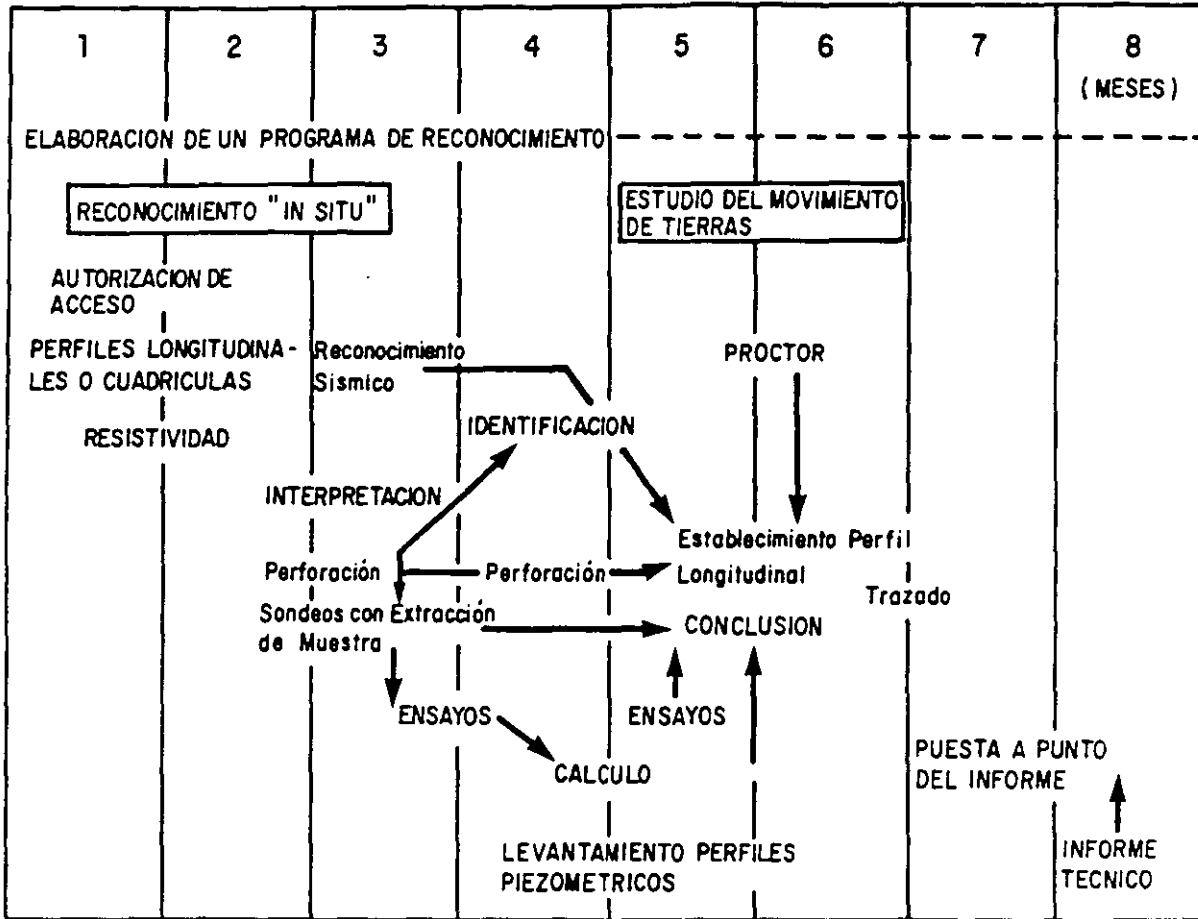 1 2 3 4 5 6 7 8
(MESES)
ELABORACION DE UN PROGRAMA DE RECONOCIMIENTO
RECONOCIMIENTO "IN SITU"
ESTUDIO DEL MOVIMIENTO
DE TIERRAS
AUTORIZACION DE
ACCESO
PERFILES LONGITUDINA-
LES O CUADRICULAS
Reconocimiento
Sísmico
PROCTOR
RESISTIVIDAD
IDENTIFICACION
INTERPRETACION
Establecimiento Perfil
Longitudinal
Perforación
Perforación
Trazado
Sondeos con Extracción
de Muestra
CONCLUSION
ENSAYOS
ENSAYOS
CALCULO
PUESTA A PUNTO
DEL INFORME
LEVANTAMIENTO PERFILES
PIEZOMETRICOS
INFORME
TECNICO